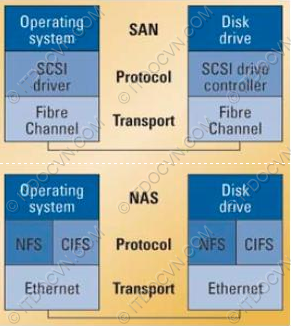 Operating
system
SAN
Disk
drive
SCSI
driver
Protocol
SCSI drive
controller
Fibre
Channel
Transport
Fibre
Channel
Operating
system
NAS
Disk
drive
NFS CIFS
Protocol
NFS CIFS
Ethernet
Transport
Ethernet
© ITDOCVN.COM